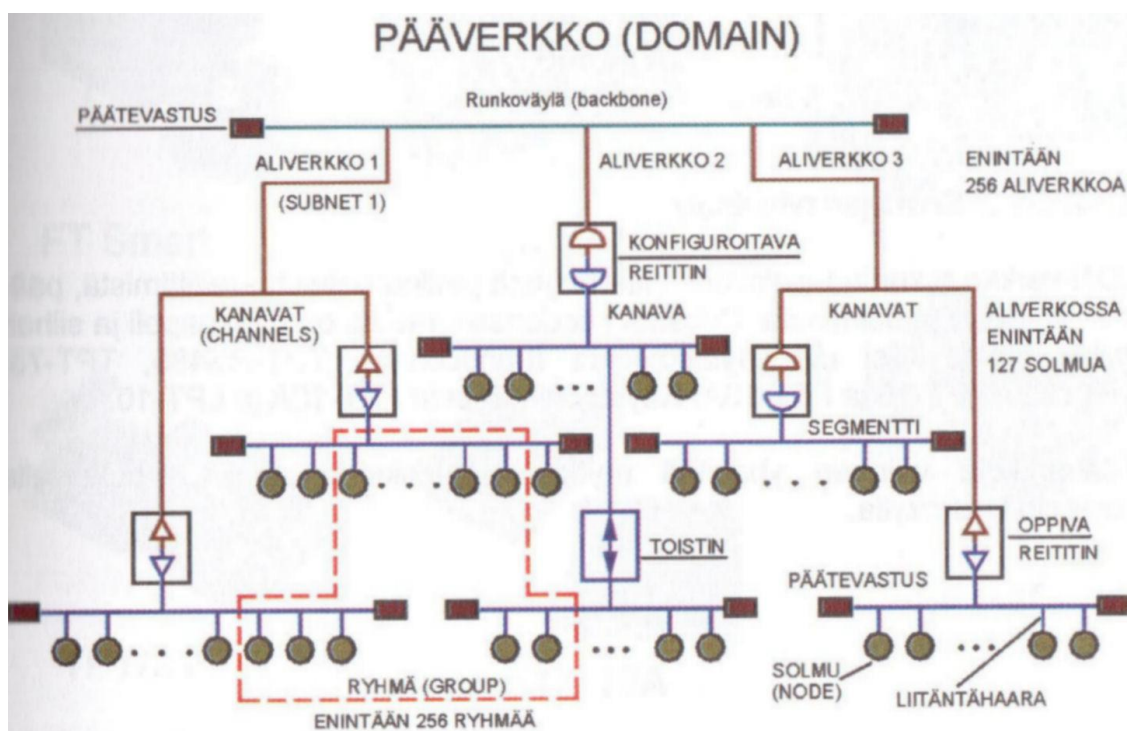 PÄÄVERKKO (DOMAIN)
Runkoväylä (backbone)
PÄÄTEVASTUS
ALIVERKKO 1
ALIVERKKO 2
ALIVERKKO 3
ENINTÄÄN
256 ALIVERKKOA
(SUBNET 1)
KONFIGUROITAVA
REITITIN
KANAVAT
(CHANNELS)
KANAVA
KANAVAT
ALIVERKOSSA
ENINTÄÄN
127 SOLMUA
SEGMENTTI
TOISTIN
OPPIVA
REITITIN
PÄÄTEVASTUS
SOLMU
(NODE)
LIITÄNTÄHAARA
RYHMÄ (GROUP)
ENINTÄÄN 256 RYHMÄÄ